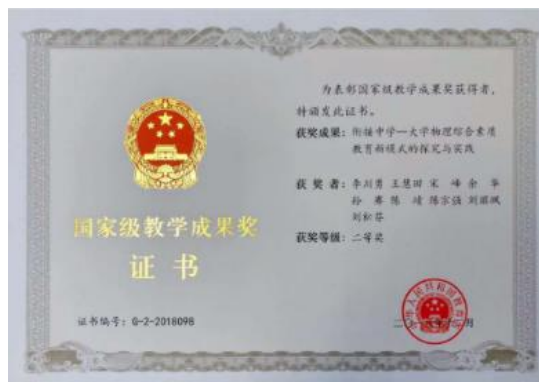 国家级教学成果奖
证书
证书编号：G-2-2018098
为表彰国家级教学成果奖获得者，
特颁发此证书。
获奖成果：衔接中学—大学物理综合素质
教育新模式的探究与实践
获奖者：李川勇 王慧田 宋峰 余华
孙骞 陈靖 陈宗强 刘丽飒
刘松芬
获奖等级：二等奖